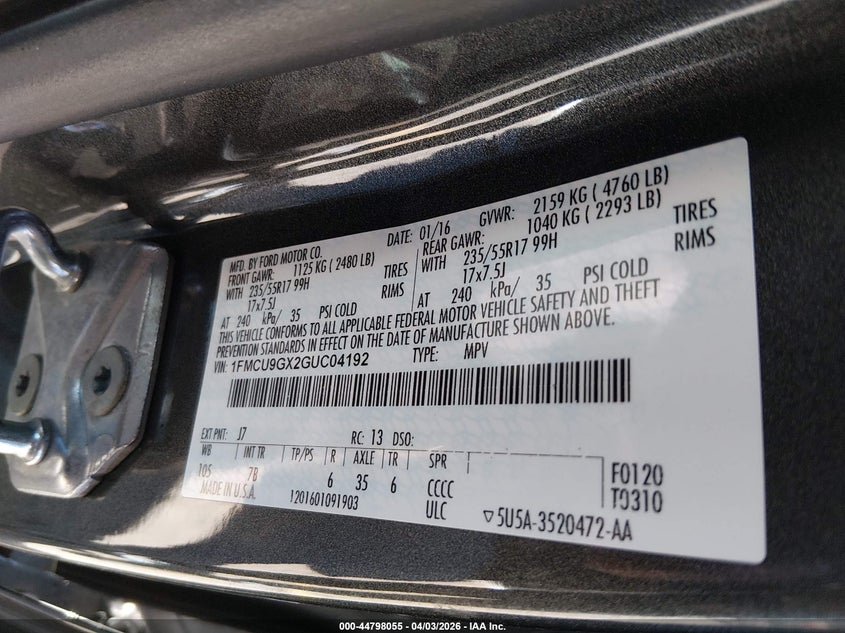 MFD. BY FORD MOTOR CO.
DATE: 01/16 GVWR: 2159 KG ( 4760 LB)
FRONT GAWR: 1125 KG ( 2480 LB)
REAR GAWR: 1040 KG ( 2293 LB)
WITH 235/55R17 99H TIRES
WITH 235/55R17 99H TIRES
17x7.5J RIMS
17x7.5J RIMS
AT 240 kPa/ 35 PSI COLD
AT 240 kPa/ 35 PSI COLD
THIS VEHICLE CONFORMS TO ALL APPLICABLE FEDERAL MOTOR VEHICLE SAFETY AND THEFT
PREVENTION STANDARDS IN EFFECT ON THE DATE OF MANUFACTURE SHOWN ABOVE.
VIN: 1FMCU9GX2GUC04192 TYPE: MPV
EXT PNT: J7 RC: 13 DSO:
WB INT TR TP/PS R AXLE TR SPR
105 7B 6 35 6 CCCC
F0120
MADE IN U.S.A. 1201601091903 ULC
T0310
▽5U5A-3520472-AA
000-44798055 - 04/03/2026 - IAA Inc.